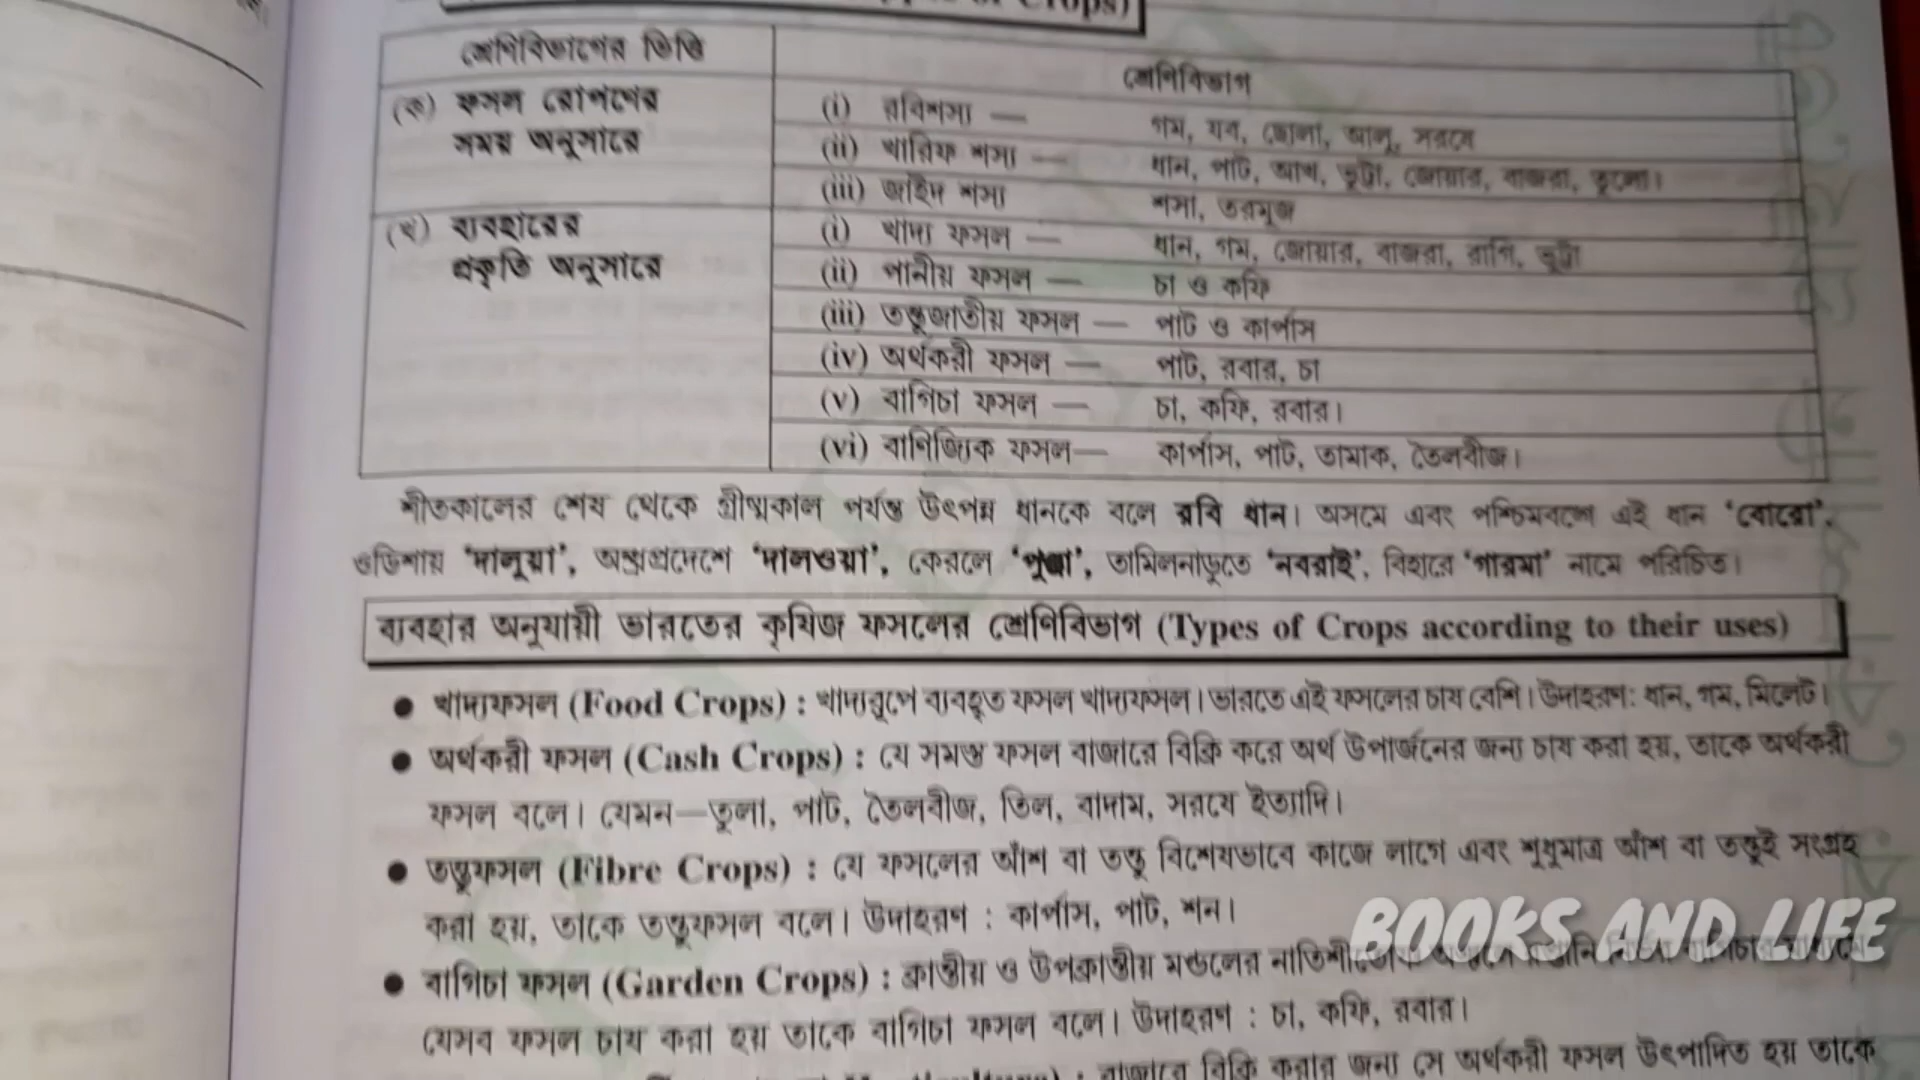 of Crops)
শ্রেণিবিভাগের ভিত্তি
শ্রেণিবিভাগ
(ক) ফসল রোপণের
সময় অনুসারে
(i) রবিশস্য — গম, যব, ছোলা, আলু, সরষে
(ii) খারিফ শস্য — ধান, পাট, আখ, ভুট্টা, জোয়ার, বাজরা, তুলো।
(iii) জাইদ শস্য শসা, তরমুজ
(খ) ব্যবহারের
প্রকৃতি অনুসারে
(i) খাদ্য ফসল — ধান, গম, জোয়ার, বাজরা, রাগি, ভুট্টা
(ii) পানীয় ফসল — চা ও কফি
(iii) তন্তুজাতীয় ফসল — পাট ও কার্পাস
(iv) অর্থকরী ফসল — পাট, রবার, চা
(v) বাগিচা ফসল — চা, কফি, রবার।
(vi) বাণিজ্যিক ফসল— কার্পাস, পাট, তামাক, তৈলবীজ।
শীতকালের শেষ থেকে গ্রীষ্মকাল পর্যন্ত উৎপন্ন ধানকে বলে রবি ধান। অসমে এবং পশ্চিমবঙ্গে এই ধান ‘বোরো’,
ওডিশায় ‘দালুয়া’, অন্ধ্রপ্রদেশে ‘দালওয়া’, কেরলে তামিলনাড়ুতে ‘নবরাই’, বিহারে ‘গারমা’ নামে পরিচিত।
ব্যবহার অনুযায়ী ভারতের কৃষিজ ফসলের শ্রেণিবিভাগ (Types of Crops according to their uses)
● খাদ্যফসল (Food Crops) : খাদ্যরূপে ব্যবহৃত ফসল খাদ্যফসল। ভারতে এই ফসলের চাষ বেশি। উদাহরণ: ধান, গম, মিলেট।
● অর্থকরী ফসল (Cash Crops) : যে সমস্ত ফসল বাজারে বিক্রি করে অর্থ উপার্জনের জন্য চাষ করা হয়, তাকে অর্থকরী
ফসল বলে। যেমন—তুলা, পাট, তৈলবীজ, তিল, বাদাম, সরষে ইত্যাদি।
● তন্তুফসল (Fibre Crops) : যে ফসলের আঁশ বা তন্তু বিশেষভাবে কাজে লাগে এবং শুধুমাত্র আঁশ বা তন্তুই সংগ্রহ
করা হয়, তাকে তন্তুফসল বলে। উদাহরণ : কার্পাস, পাট, শন।
BOOKS AND LIFE
● বাগিচা ফসল (Garden Crops) : ক্রান্তীয় ও উপক্রান্তীয় মণ্ডলের
যেসব ফসল চাষ করা হয় তাকে বাগিচা ফসল বলে। উদাহরণ : চা, কফি, রবার।
বাজারে বিক্রি করার জন্য যে অর্থকরী ফসল উৎপাদিত হয় তাকে